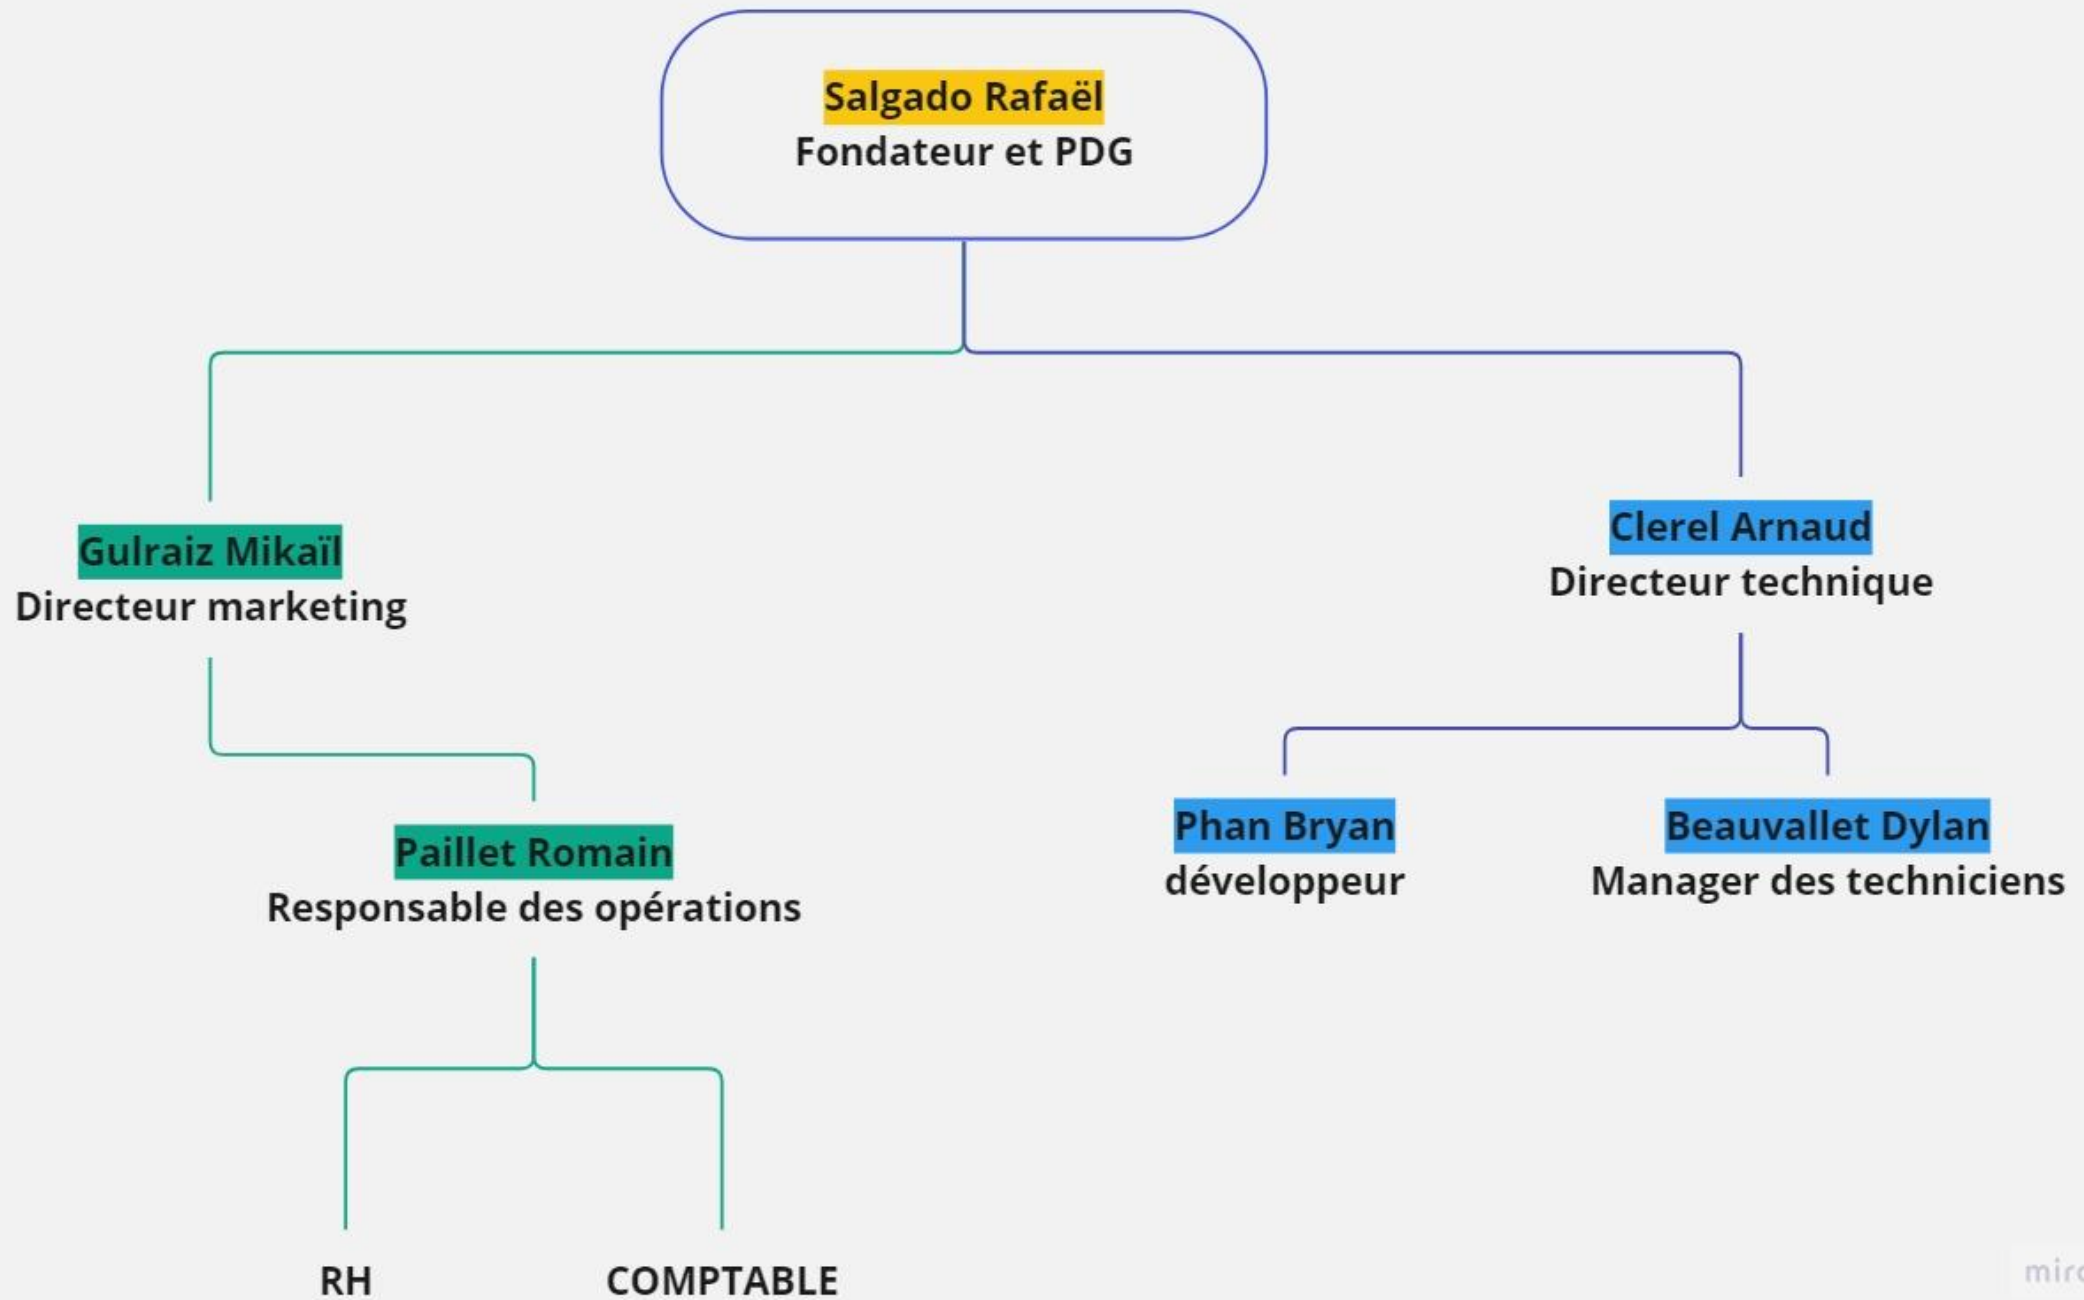 Salgado Rafaël
Fondateur et PDG
Gulraiz Mikaïl
Directeur marketing
Clerel Arnaud
Directeur technique
Paillet Romain
Responsable des opérations
Phan Bryan
développeur
Beauvallet Dylan
Manager des techniciens
RH
COMPTABLE